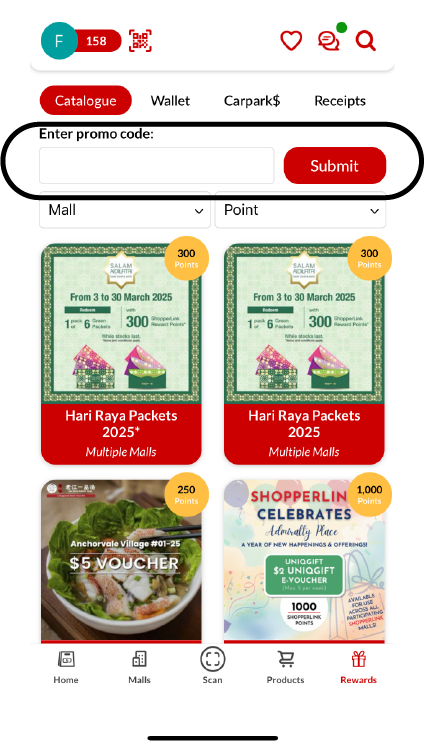 F
158
Catalogue
Wallet
Carpark$
Receipts
Enter promo code:
Submit
Mall
Point
300
Points
SALAM
AIDILFITRI
From 3 to 30 March 2025
Redeem
with
1 pack of 6 Green Packets
300 ShopperLink Reward Points*
While stocks last.
Hari Raya Packets
2025*
Multiple Malls
300
Points
SALAM
AIDILFITRI
From 3 to 30 March 2025
Redeem
with
1 pack of 6 Green Packets
300 ShopperLink Reward Points*
While stocks last.
Hari Raya Packets
2025
Multiple Malls
250
Points
Anchorvale Village #01-25
$5 VOUCHER
1,000
Points
SHOPPERLIN
CELEBRATES
Admiralty Place
A YEAR OF NEW HAPPENINGS & OFFERINGS!
UNIQGIFT
$2 UNIQGIFT
E-VOUCHER
1000
SHOPPERLINK
POINTS
AVAILABLE
FOR USE
ACROSS ALL
PARTICIPATING
SHOPPERLINK
MALLS!
Home
Malls
Scan
Products
Rewards